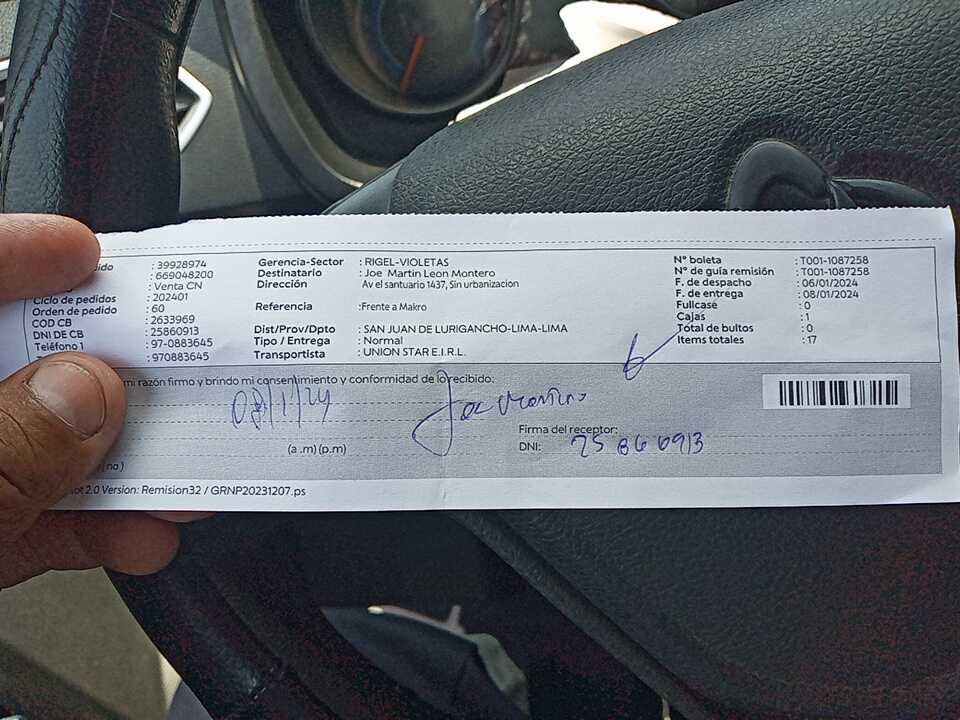 ido : 39928974
: 669048200
: Venta CN
Ciclo de pedidos : 202401
Orden de pedido : 60
COD CB : 2633969
DNI DE CB : 25860913
Teléfono 1 : 97-0883645
: 970883645
Gerencia-Sector : RIGEL-VIOLETAS
Destinatario : Joe Martin Leon Montero
Dirección Av el santuario 1437, Sin urbanizacion
Referencia :Frente a Makro
Dist/Prov/Dpto : SAN JUAN DE LURIGANCHO-LIMA-LIMA
Tipo / Entrega : Normal
Transportista : UNION STAR E.I.R.L.
N° boleta : T001-1087258
N° de guía remisión : T001-1087258
F. de despacho : 06/01/2024
F. de entrega : 08/01/2024
Fullcase : 0
Cajas : 1
Total de bultos : 0
Items totales : 17
mi razón firmo y brindo mi consentimiento y conformidad de lo recibido:
08/1/24
(a .m) (p.m)
Firma del receptor:
DNI: 25860913
no )
2.0 Version: Remision32 / GRNP20231207.ps